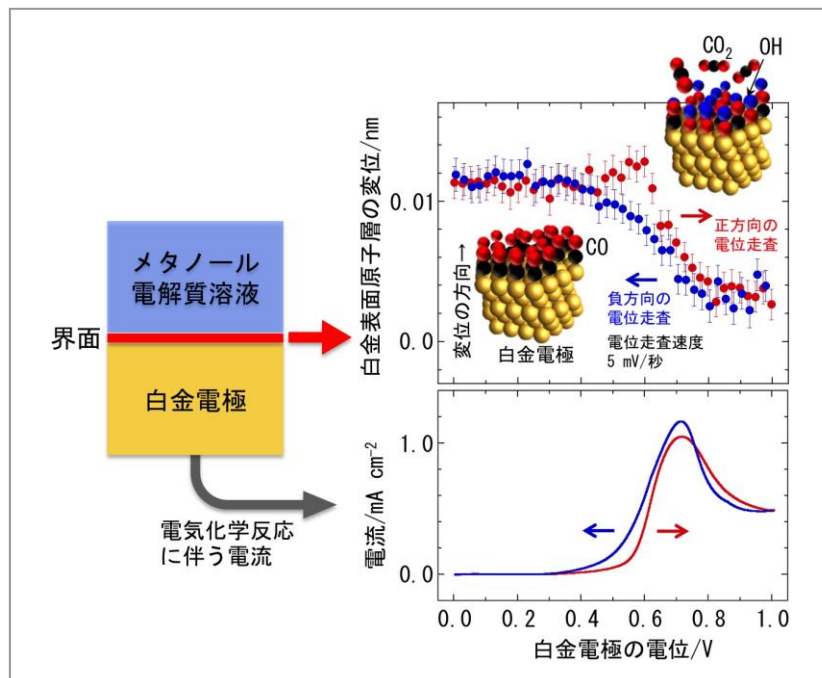 メタノール
電解質溶液
界面
白金電極
電気化学反応
に伴う電流
白金表面原子層の変位/nm
0.01
0.0
変位の方向→
CO2
OH
CO
正方向の
電位走査
負方向の
電位走査
電位走査速度
5 mV/秒
白金電極
電流/mA cm-2
1.0
0.0
0.0 0.2 0.4 0.6 0.8 1.0
白金電極の電位/V